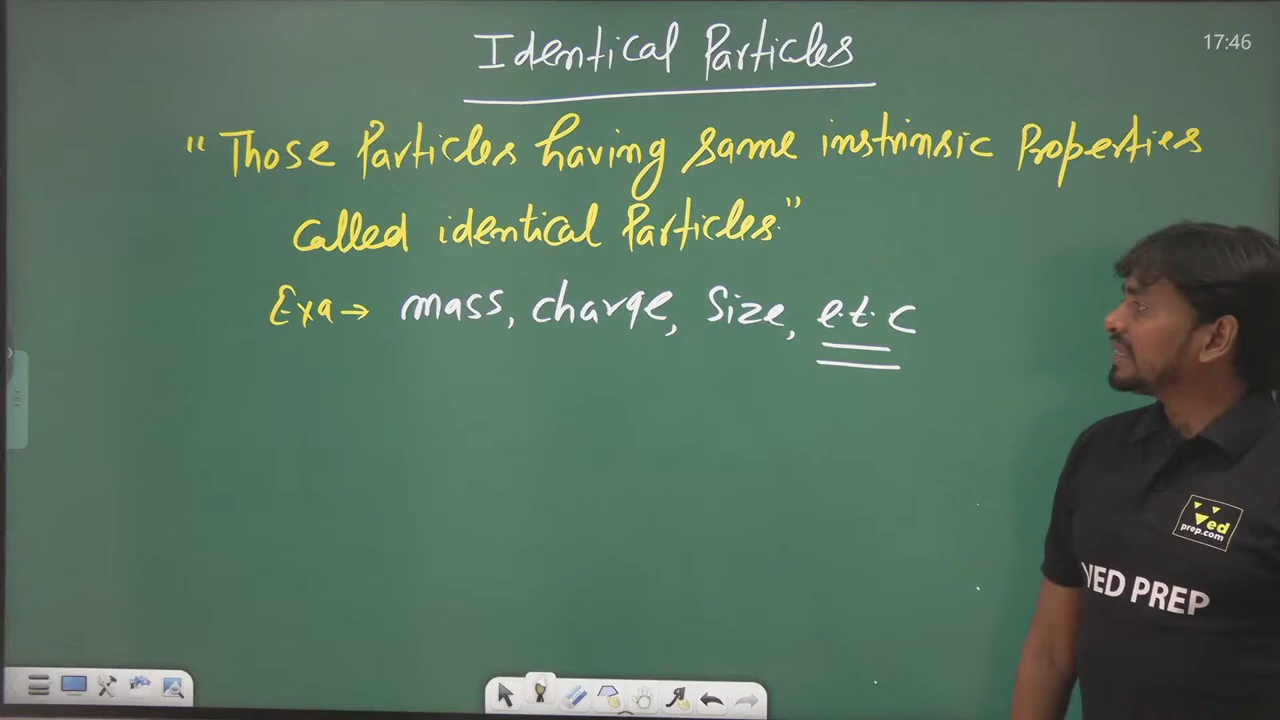 Identical Particles
17:46
"Those Particles having same instrinsic Properties
called identical Particles"
Exa → mass, charge, Size, e.t.c
Ved
prep.com
VED PREP